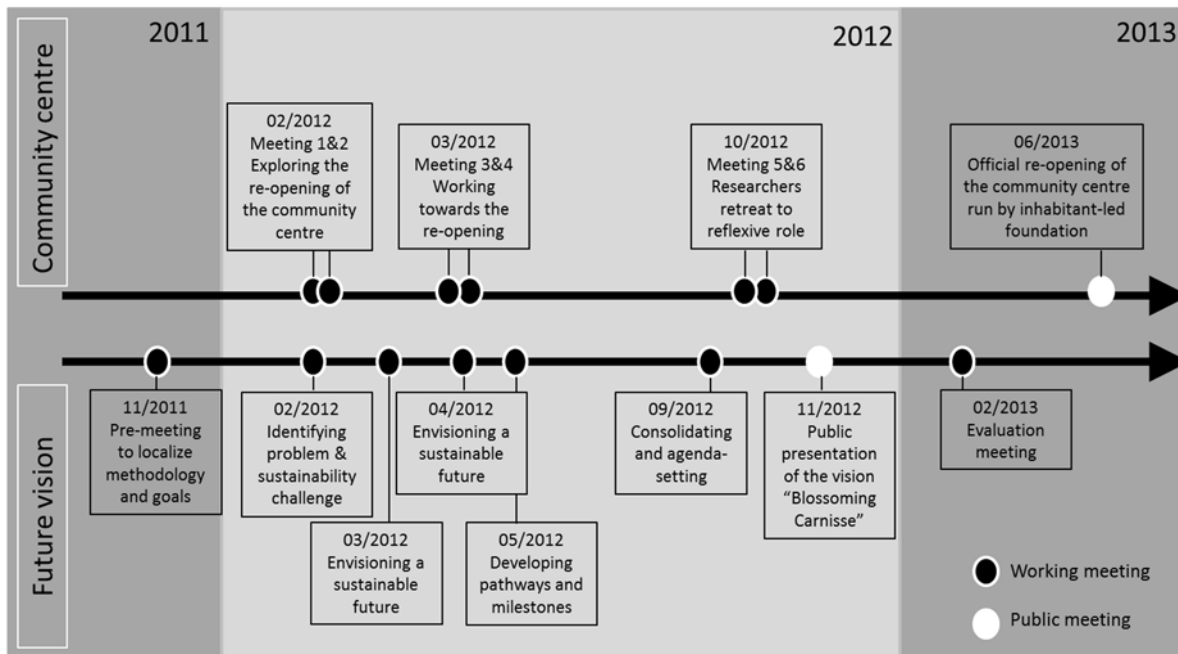 2011
2012
2013
Community centre
02/2012
Meeting 1&2
Exploring the
re-opening of
the community
centre
03/2012
Meeting 3&4
Working
towards the
re-opening
10/2012
Meeting 5&6
Researchers
retreat to
reflexive role
06/2013
Official re-opening of
the community centre
run by inhabitant-led
foundation
Future vision
11/2011
Pre-meeting
to localize
methodology
and goals
02/2012
Identifying
problem &
sustainability
challenge
03/2012
Envisioning a
sustainable
future
04/2012
Envisioning a
sustainable
future
05/2012
Developing
pathways and
milestones
09/2012
Consolidating
and agenda-
setting
11/2012
Public
presentation
of the vision
“Blossoming
Carnisse”
02/2013
Evaluation
meeting
Working meeting
Public meeting